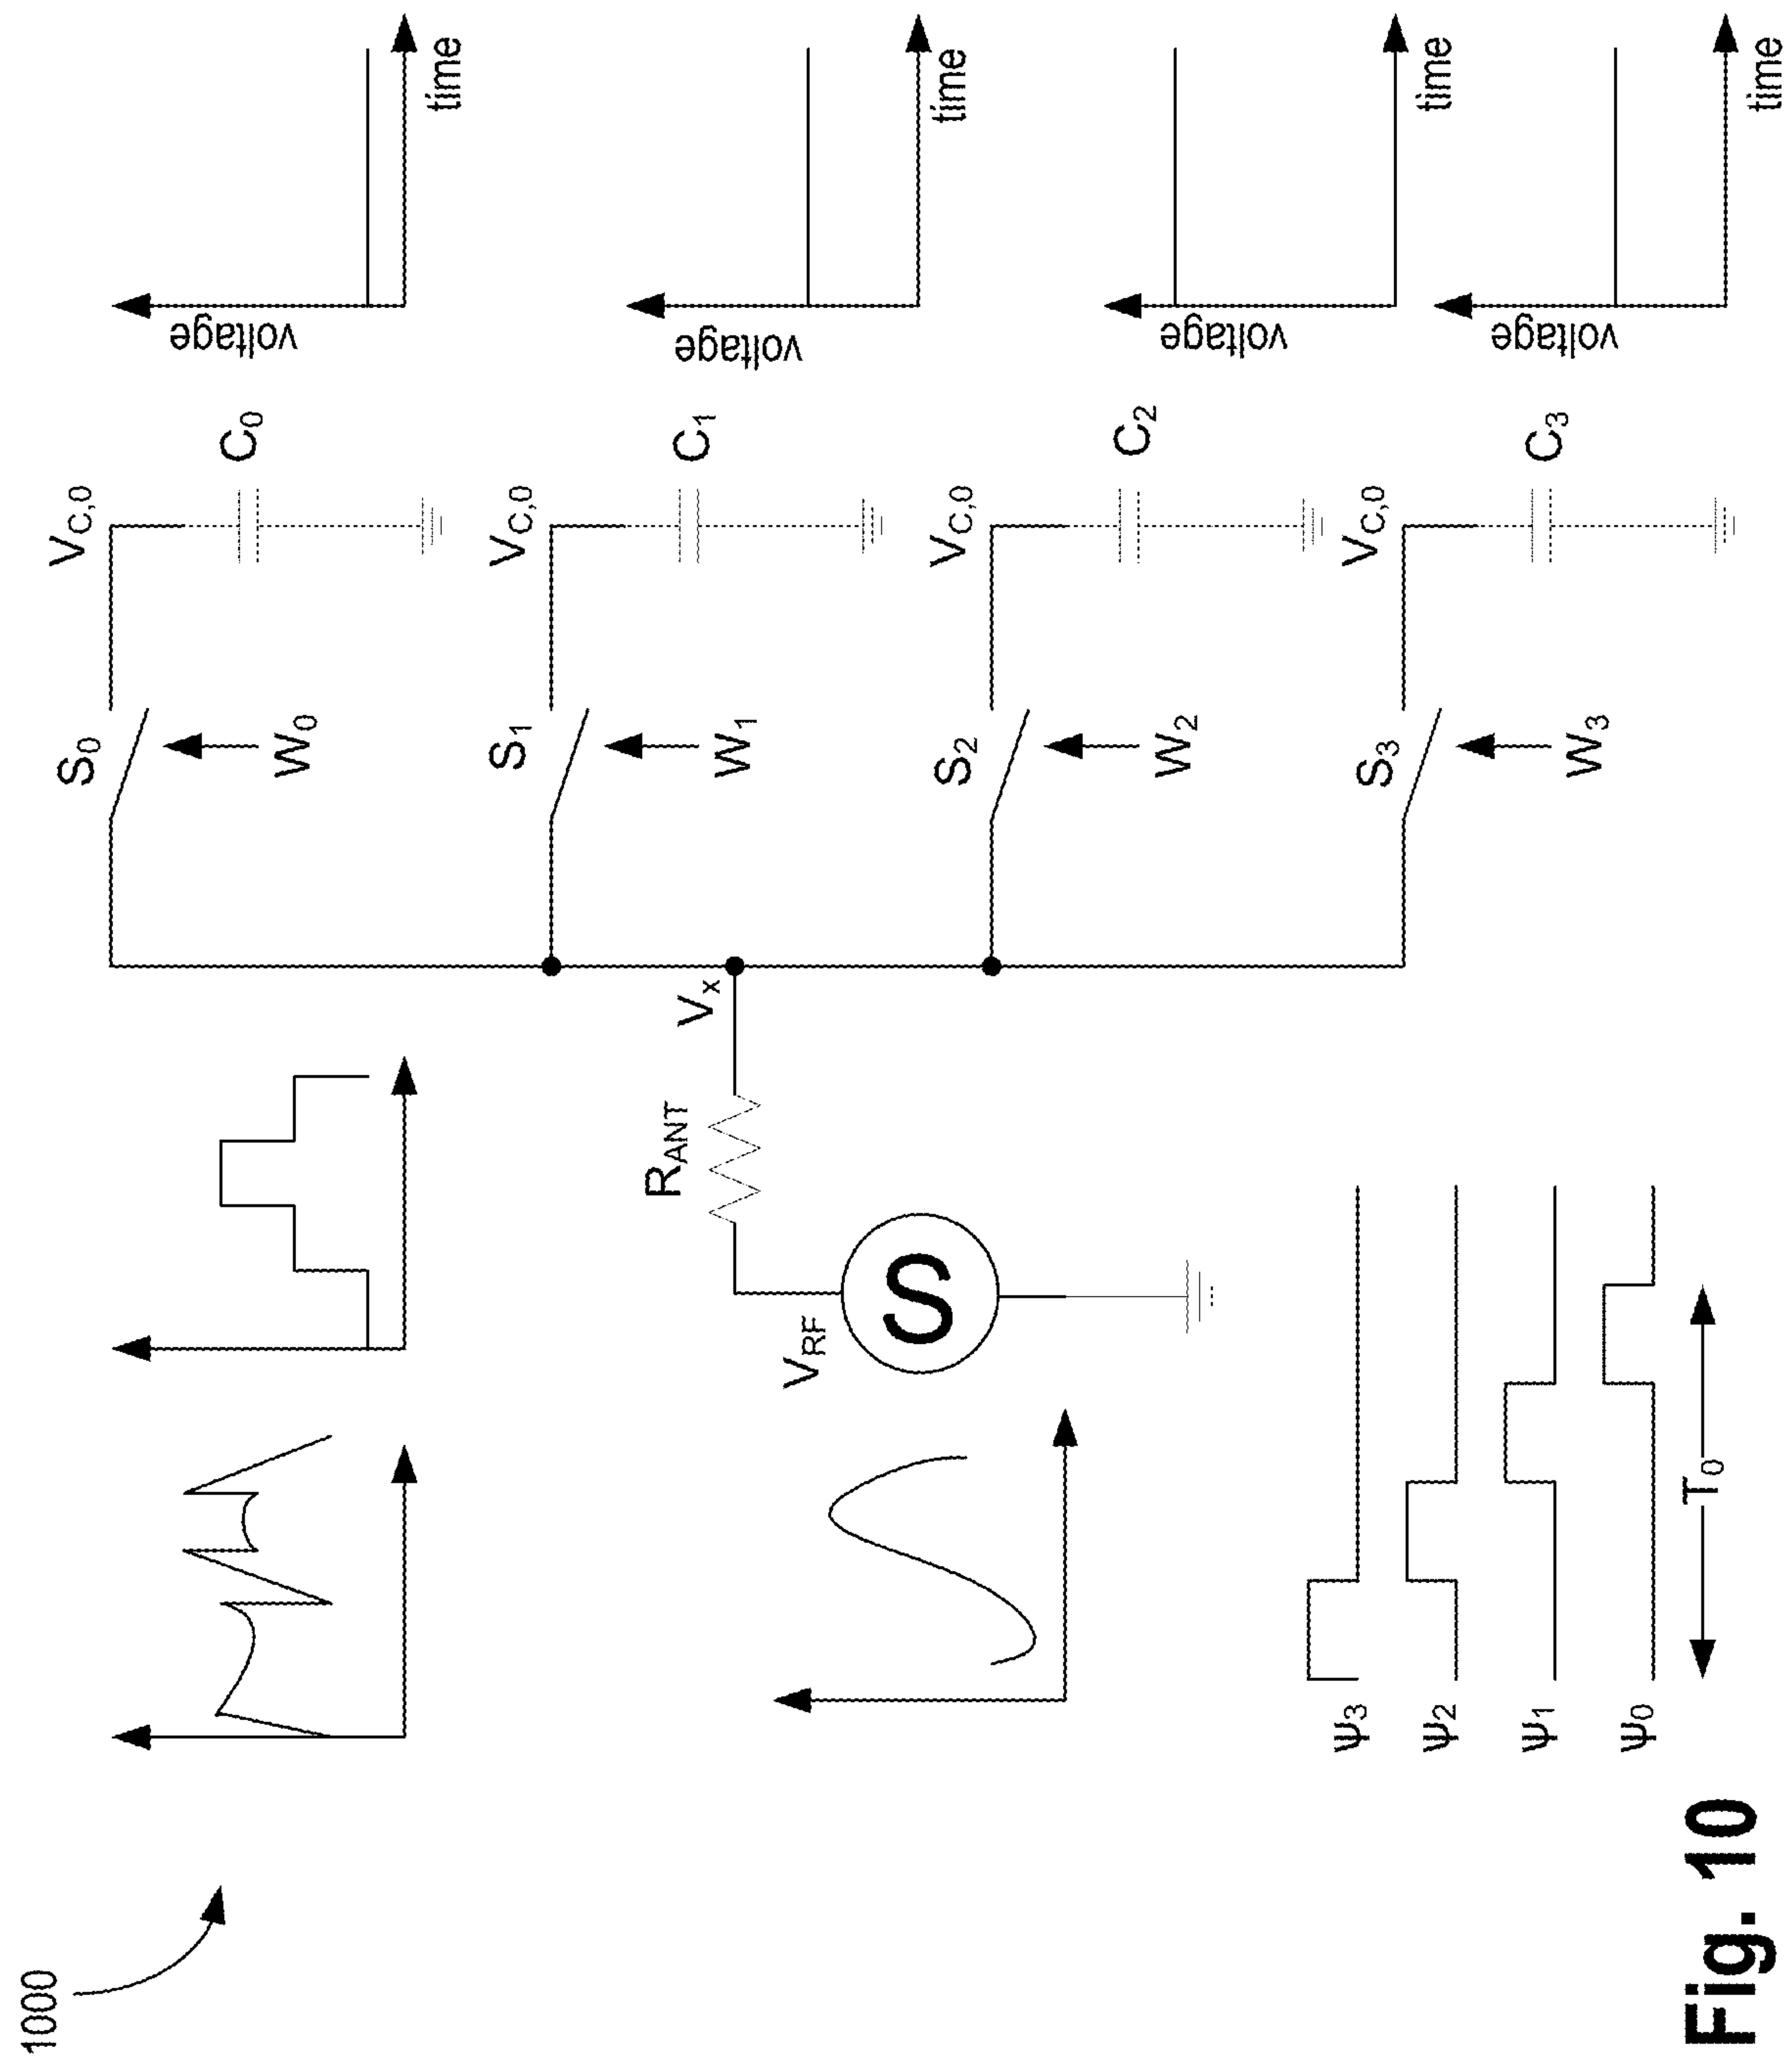 1000
V_C,0
V_C,0
V_C,0
V_C,0
S_0
S_1
S_2
S_3
W_0
W_1
W_2
W_3
C_0
C_1
C_2
C_3
voltage
time
voltage
time
voltage
time
voltage
time
R_ANT
V_x
V_RF
Ψ_3
Ψ_2
Ψ_1
Ψ_0
T_0
Fig. 10